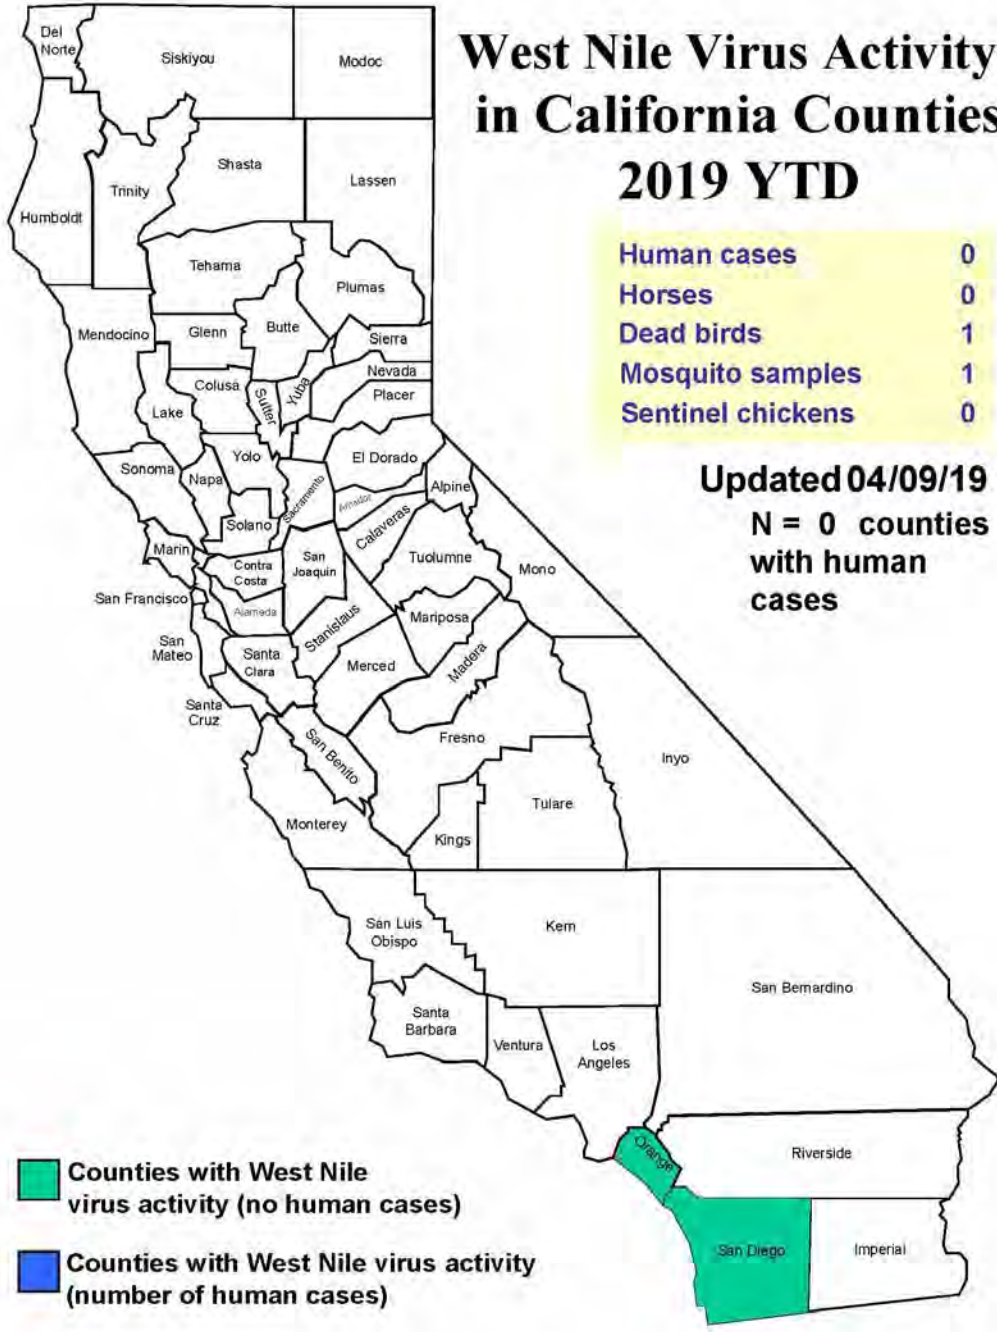 West Nile Virus Activity
in California Counties
2019 YTD
Human cases 0
Horses 0
Dead birds 1
Mosquito samples 1
Sentinel chickens 0
Updated 04/09/19
N = 0 counties
with human
cases
Del
Norte
Siskiyou
Modoc
Shasta
Lassen
Trinity
Humboldt
Tehama
Plumas
Mendocino
Glenn
Butte
Sierra
Nevada
Placer
Colusa
Sutter
Yuba
Lake
Yolo
El Dorado
Sonoma
Napa
Sacramento
Amador
Alpine
Solano
Calaveras
Marin
Contra
Costa
San
Joaquin
Tuolumne
Mono
San Francisco
Alameda
Stanislaus
Mariposa
San
Mateo
Santa
Clara
Merced
Madera
Santa
Cruz
San Benito
Fresno
Inyo
Monterey
Kings
Tulare
San Luis
Obispo
Kern
San Bernardino
Santa
Barbara
Ventura
Los
Angeles
Orange
Riverside
San Diego
Imperial
Counties with West Nile
virus activity (no human cases)
Counties with West Nile virus activity
(number of human cases)